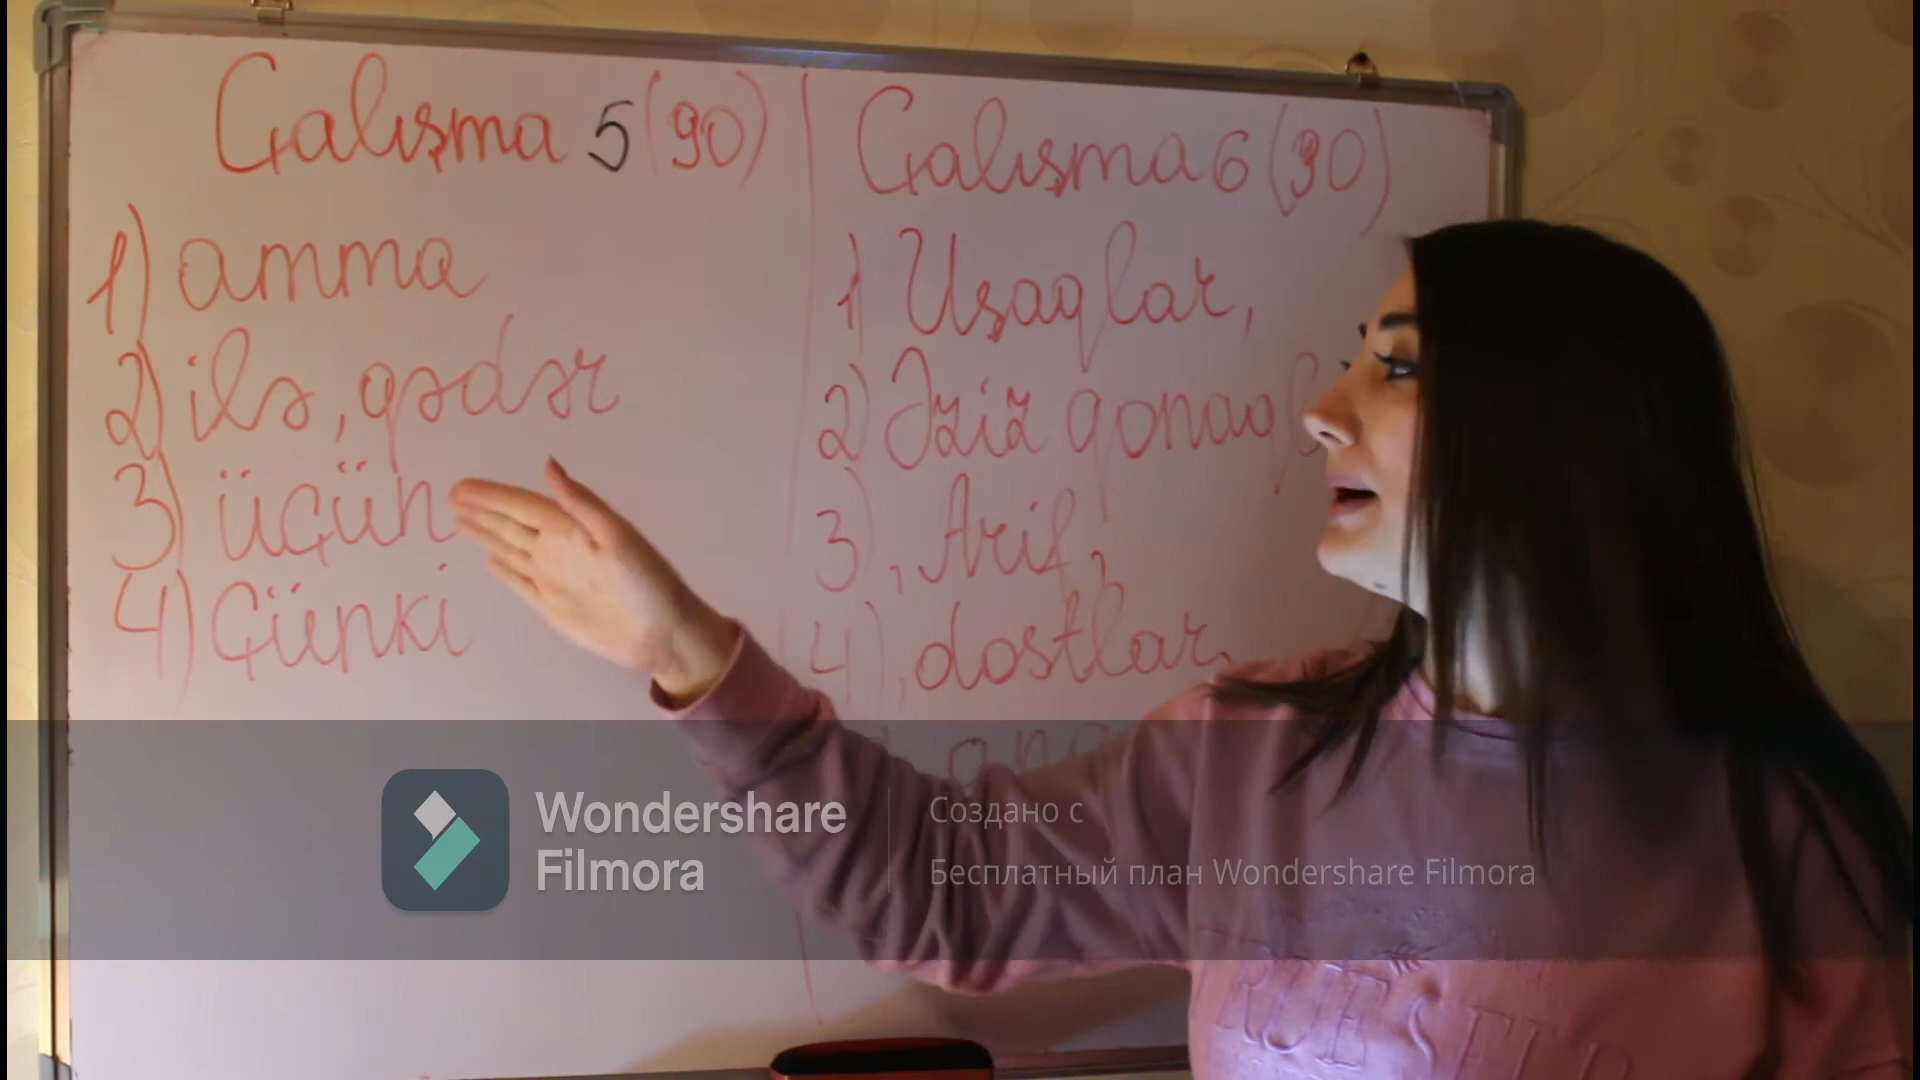 Çalışma 5 (90)
1) amma
2) ilə, qədər
3) üçün
4) Çünki
Çalışma 6 (90)
1) Uşaqlar,
2) Əziz qonaql
3) , Arif,
4) , dostlar,
Wondershare
Filmora
Создано с
Бесплатный план Wondershare Filmora